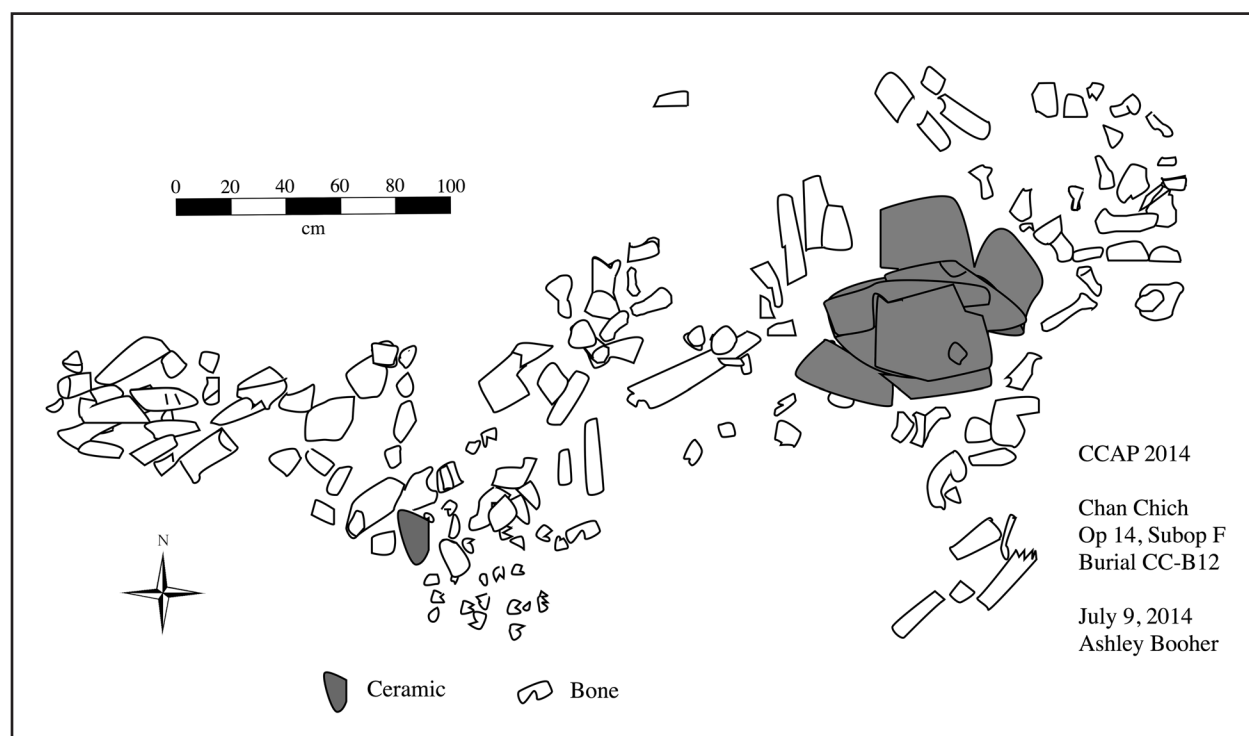 0 20 40 60 80 100
cm
CCAP 2014
Chan Chich
Op 14, Subop F
Burial CC-B12
July 9, 2014
Ashley Booher
N
Ceramic
Bone